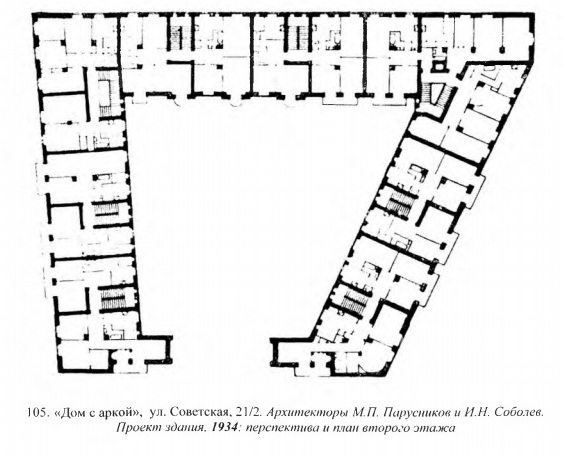 105. «Дом с аркой», ул. Советская, 21/2. Архитекторы М.П. Парусников и И.Н. Соболев.
Проект здания, 1934: перспектива и план второго этажа